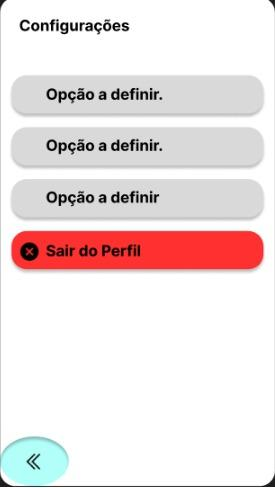 Configurações
Opção a definir.
Opção a definir.
Opção a definir
Sair do Perfil